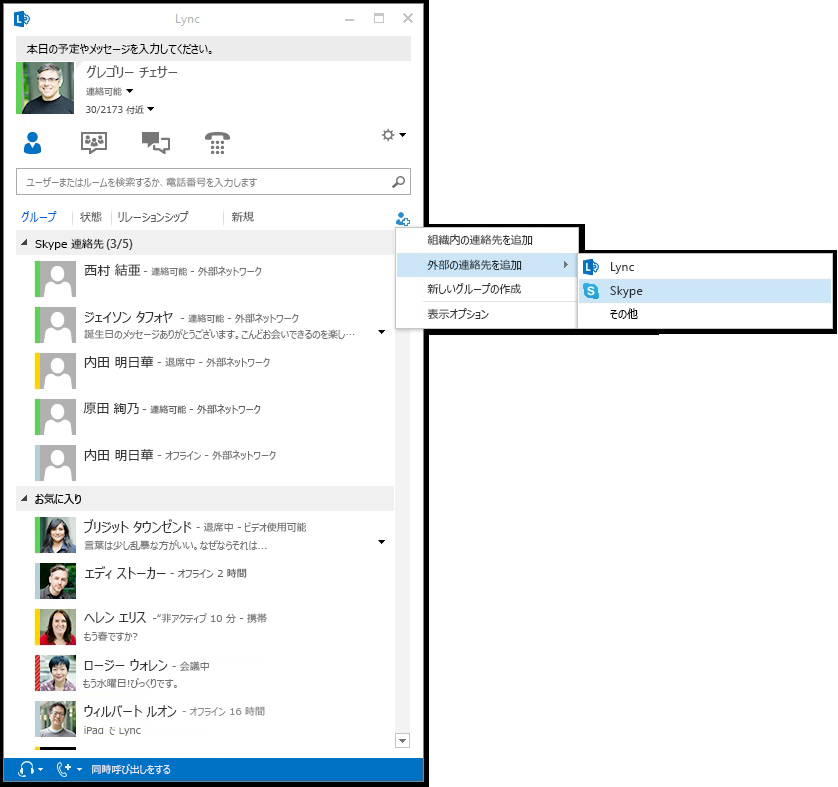 Lync
本日の予定やメッセージを入力してください。
グレゴリー チェサー
連絡可能
30/2173 付近
ユーザーまたはルームを検索するか、電話番号を入力します
グループ 状態 リレーションシップ 新規
組織内の連絡先を追加
外部の連絡先を追加
新しいグループの作成
表示オプション
Lync
Skype
その他
Skype 連絡先 (3/5)
西村 結亜 - 連絡可能 - 外部ネットワーク
ジェイソン タフォヤ - 連絡可能 - 外部ネットワーク
誕生日のメッセージありがとうございます。こんどお会いできるのを楽し…
内田 明日華 - 退席中 - 外部ネットワーク
原田 絢乃 - 連絡可能 - 外部ネットワーク
内田 明日華 - オフライン - 外部ネットワーク
お気に入り
ブリジット タウンゼンド - 退席中 - ビデオ使用可能
言葉は少し乱暴な方がいい。なぜならそれは...
エディ ストーカー - オフライン 2 時間
ヘレン エリス -"非アクティブ 10 分 - 携帯
もう春ですか?
ロージー ウォレン - 会議中
もう水曜日!びっくりです。
ウィルバート ルオン - オフライン 16 時間
iPad で Lync
同時呼び出しをする